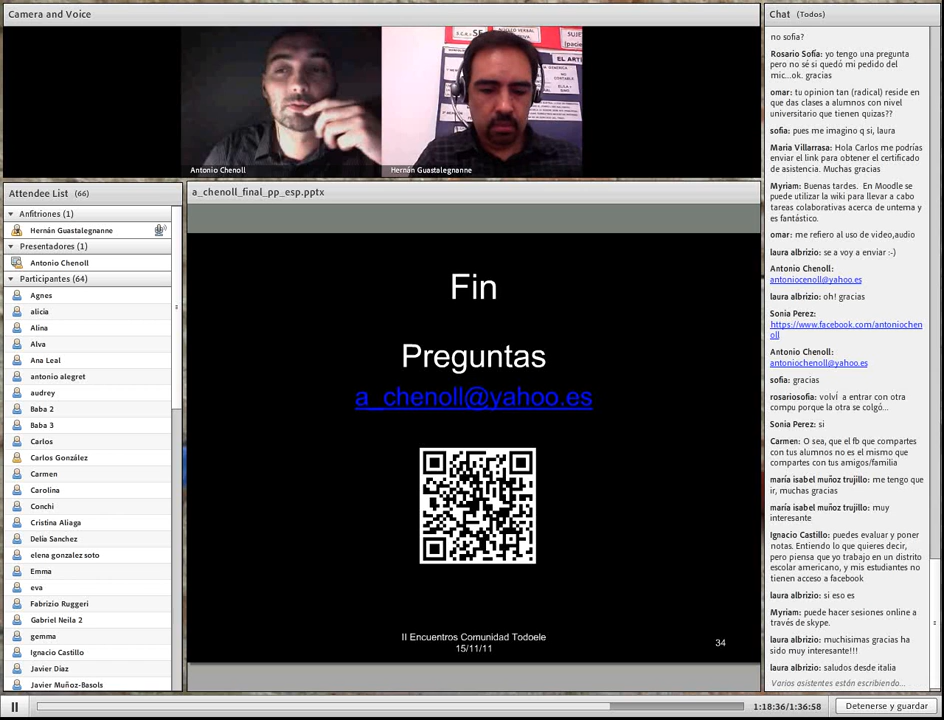 Camera and Voice
Antonio Chenoll
Hernán Guastalegnanne
Attendee List (66)
Anfitriones (1)
Hernán Guastalegnanne
Presentadores (1)
Antonio Chenoll
Participantes (64)
Agnes
alicia
Alina
Alva
Ana Leal
antonio alegret
audrey
Baba 2
Baba 3
Carlos
Carlos González
Carmen
Carolina
Conchi
Cristina Aliaga
Delia Sanchez
elena gonzalez soto
Emma
eva
Fabrizio Ruggeri
Gabriel Neila 2
gemma
Ignacio Castillo
Javier Diaz
Javier Muñoz-Basols
a_chenoll_final_pp_esp.pptx
Fin
Preguntas
a_chenoll@yahoo.es
II Encuentros Comunidad Todoele
15/11/11
34
Chat (Todos)
no sofia?
Rosario Sofía: yo tengo una pregunta
pero no sé si quedó mi pedido del
mic...ok. gracias
omar: tu opinion tan (radical) reside en
que das clases a alumnos con nivel
universitario que tienen quizas??
sofia: pues me imagino q si, laura
Maria Villarrasa: Hola Carlos me podrías
enviar el link para obtener el certificado
de asistencia. Muchas gracias
Myriam: Buenas tardes. En Moodle se
puede utilizar la wiki para llevar a cabo
tareas colaborativas acerca de untema y
es fantástico.
omar: me refiero al uso de video,audio
laura albrizio: se a voy a enviar :-)
Antonio Chenoll:
antoniocenoll@yahoo.es
laura albrizio: oh! gracias
Sonia Perez:
https://www.facebook.com/antoniochen
oll
Antonio Chenoll:
antoniochenoll@yahoo.es
sofia: gracias
rosariosofia: volví a entrar con otra
compu porque la otra se colgó...
Sonia Perez: si
Carmen: O sea, que el fb que compartes
con tus alumnos no es el mismo que
compartes con tus amigos/familia
maría isabel muñoz trujillo: me tengo que
ir, muchas gracias
maría isabel muñoz trujillo: muy
interesante
Ignacio Castillo: puedes evaluar y poner
notas. Entiendo lo que quieres decir,
pero piensa que yo trabajo en un distrito
escolar americano, y mis estudiantes no
tienen acceso a facebook
laura albrizio: si eso es
Myriam: puede hacer sesiones online a
través de skype.
laura albrizio: muchisimas gracias ha
sido muy interesante!!!
laura albrizio: saludos desde italia
Varios asistentes están escribiendo...
1:18:36/1:36:58
Detenerse y guardar